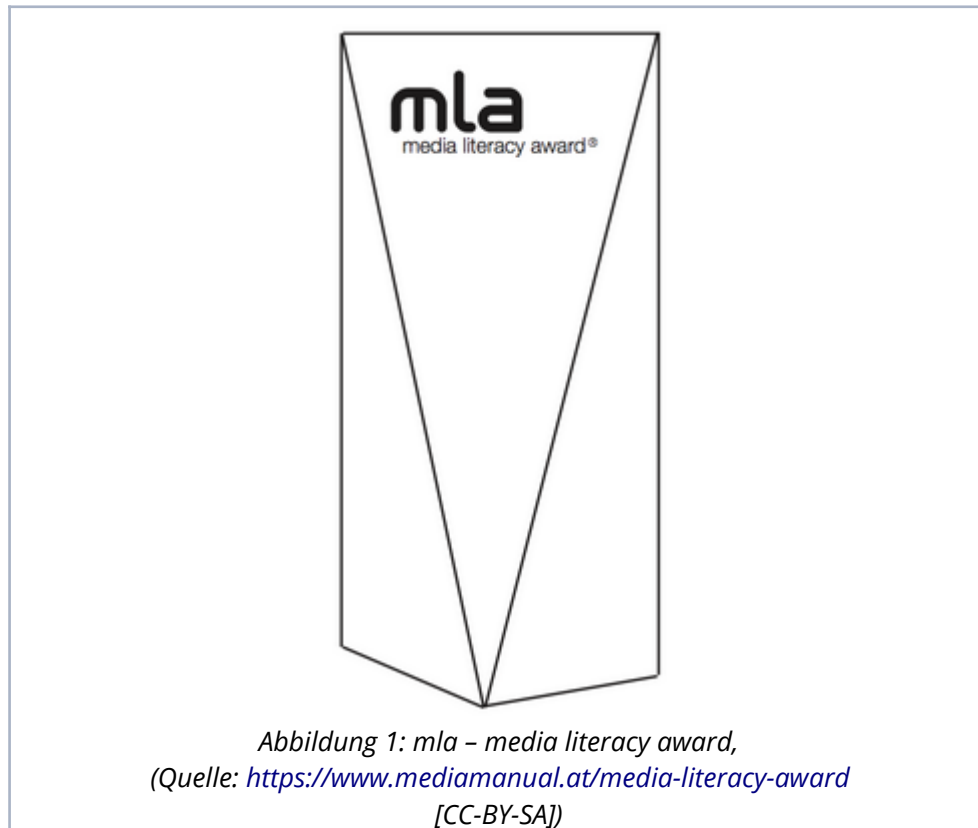 mla
media literacy award®
Abbildung 1: mla – media literacy award,
(Quelle: https://www.mediamanual.at/media-literacy-award
[CC-BY-SA])